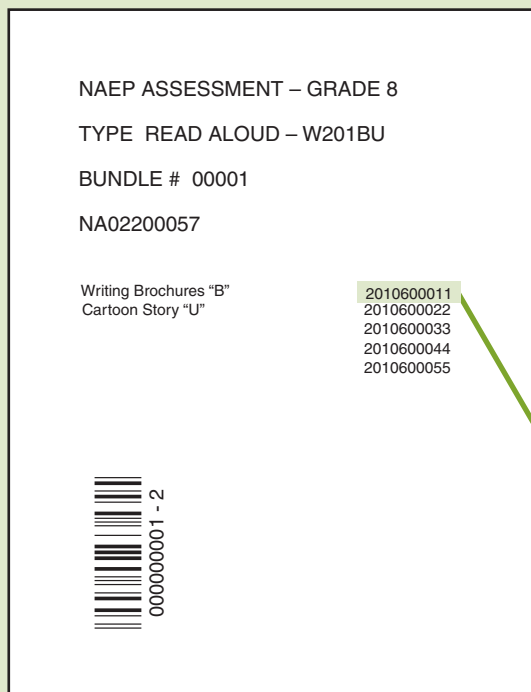 NAEP ASSESSMENT – GRADE 8
TYPE READ ALOUD – W201BU
BUNDLE # 00001
NA02200057
Writing Brochures “B”
Cartoon Story “U”
2010600011
2010600022
2010600033
2010600044
2010600055
000000001 - 2